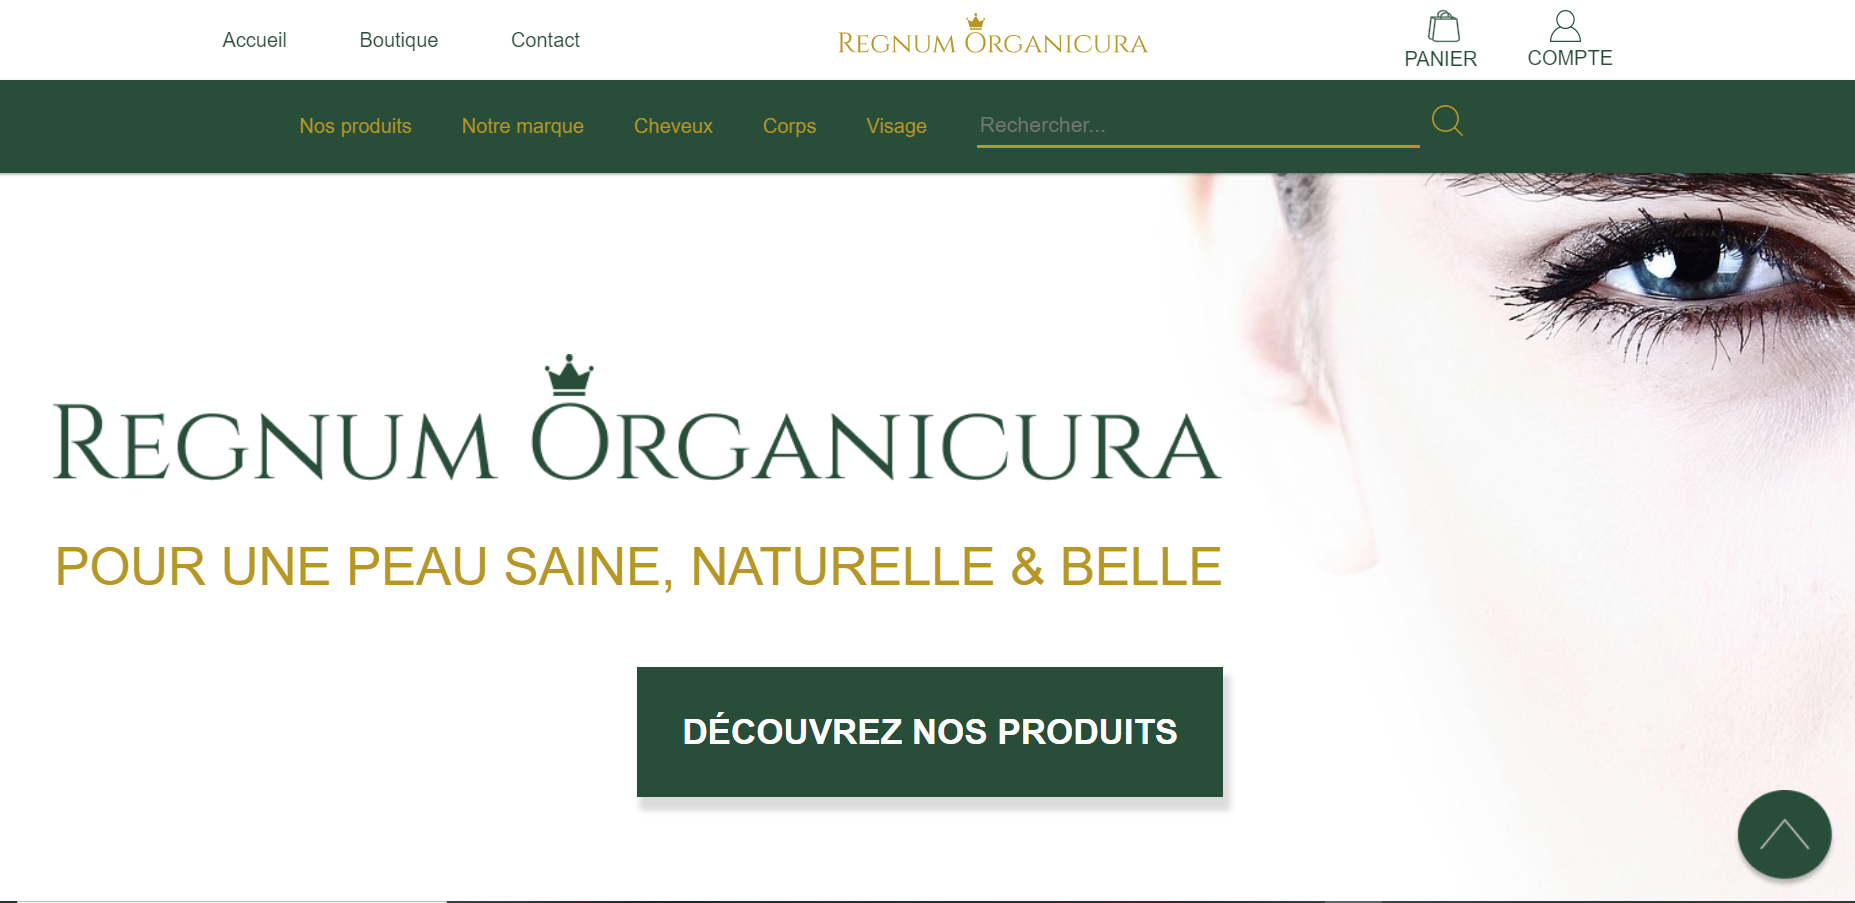 Accueil Boutique Contact REGNUM ORGANICURA PANIER COMPTE
Nos produits Notre marque Cheveux Corps Visage Rechercher...
REGNUM ORGANICURA
POUR UNE PEAU SAINE, NATURELLE & BELLE
DÉCOUVREZ NOS PRODUITS